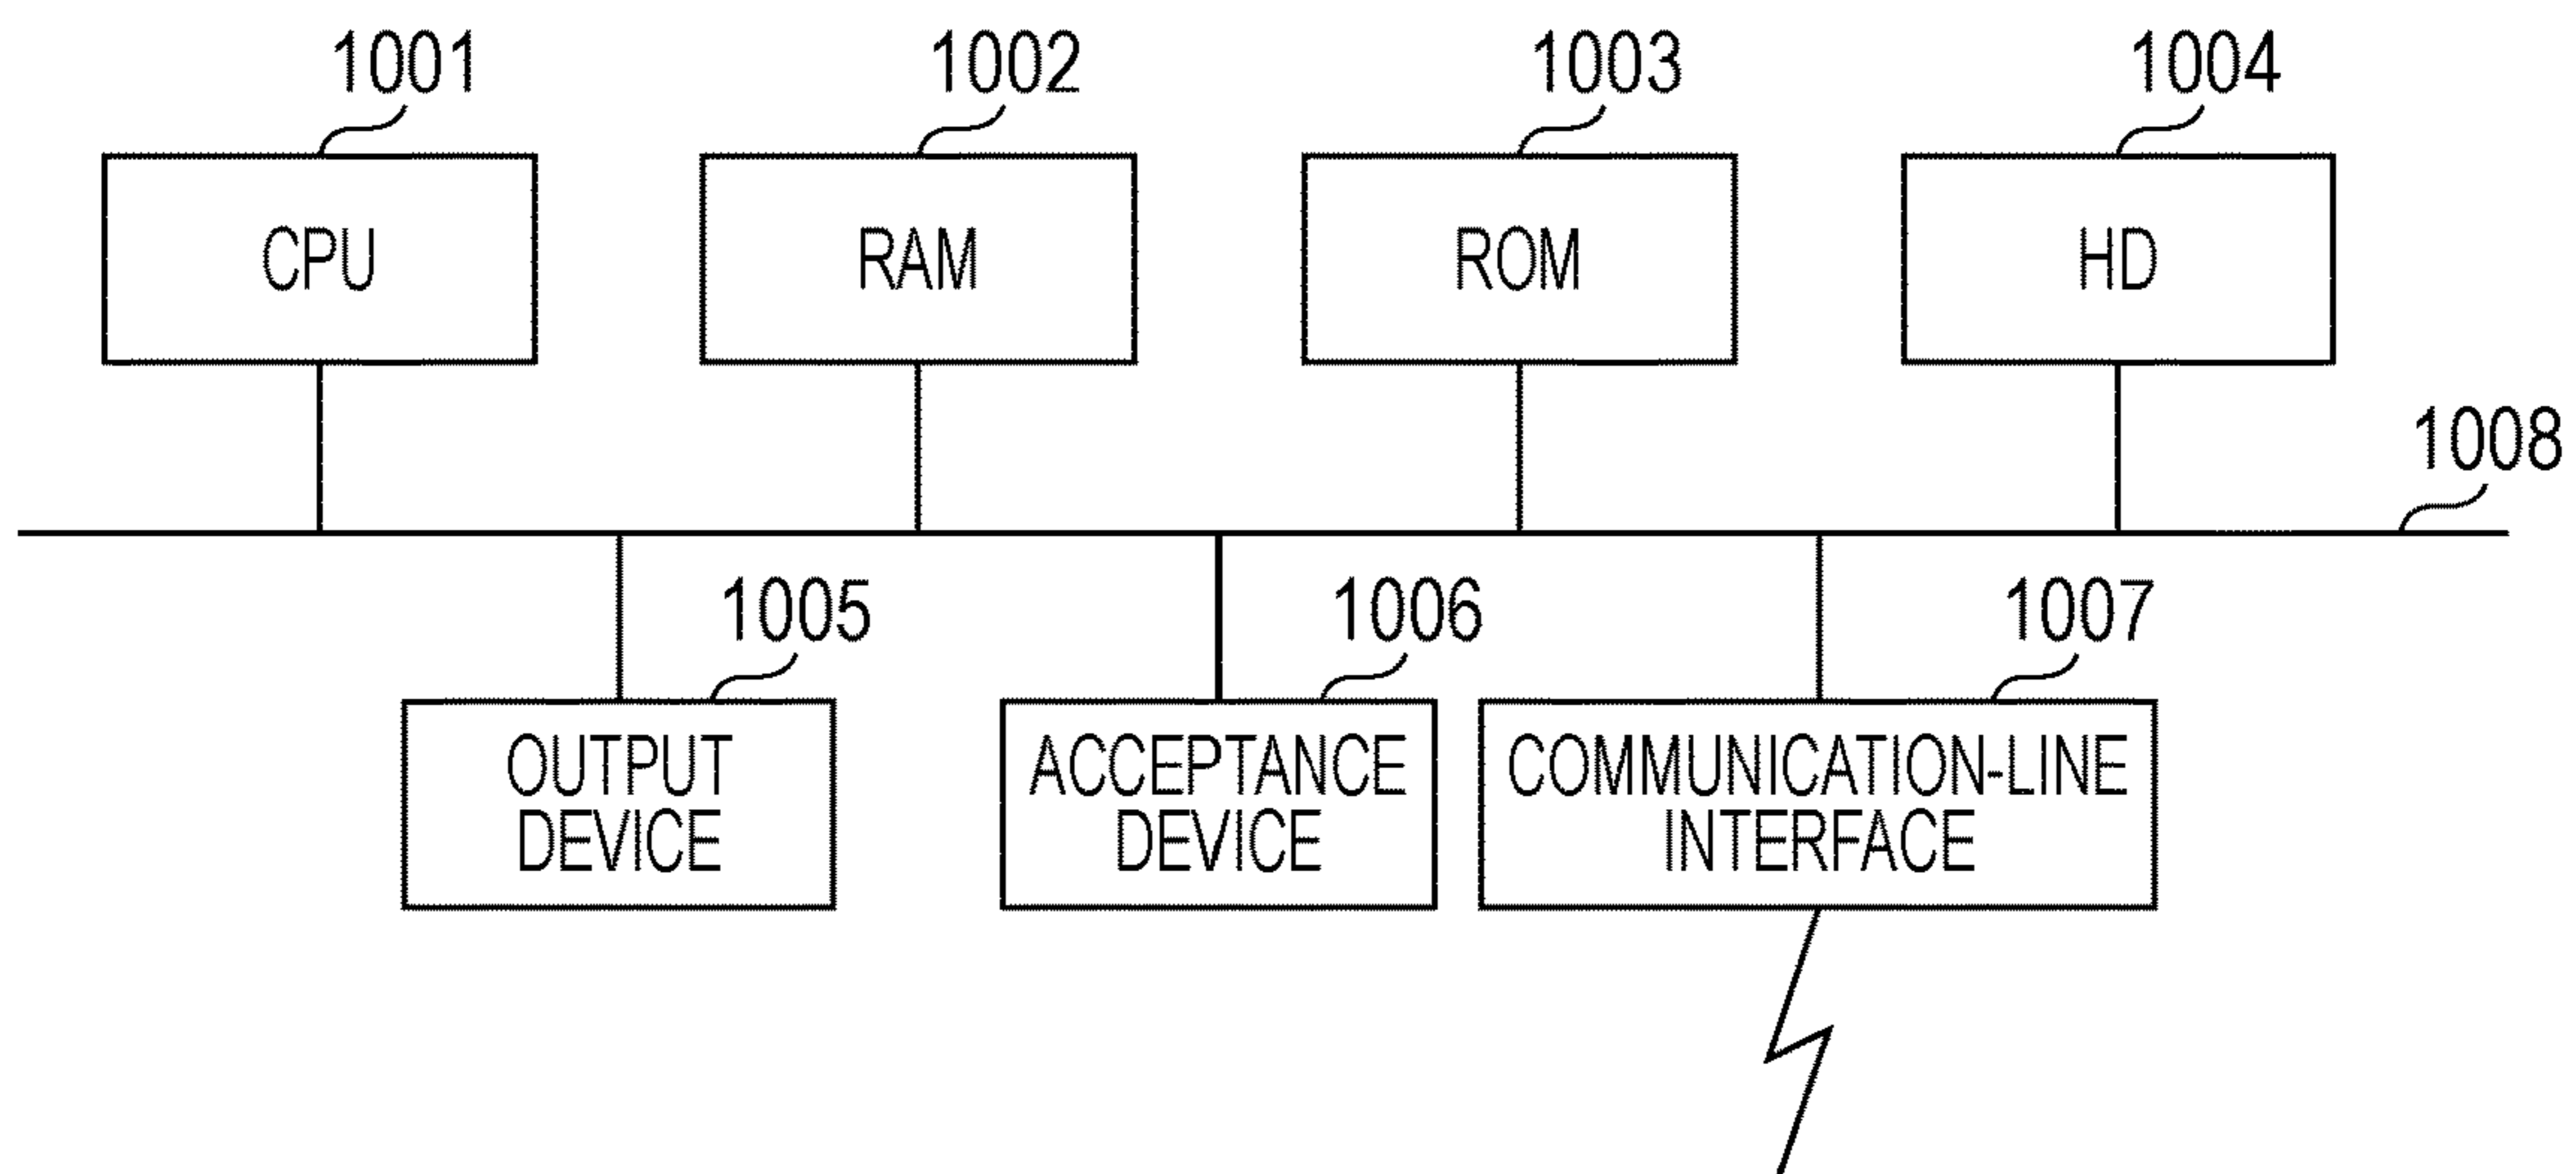 1001
1002
1003
1004
CPU
RAM
ROM
HD
1008
1005
1006
1007
OUTPUT
DEVICE
ACCEPTANCE
DEVICE
COMMUNICATION-LINE
INTERFACE